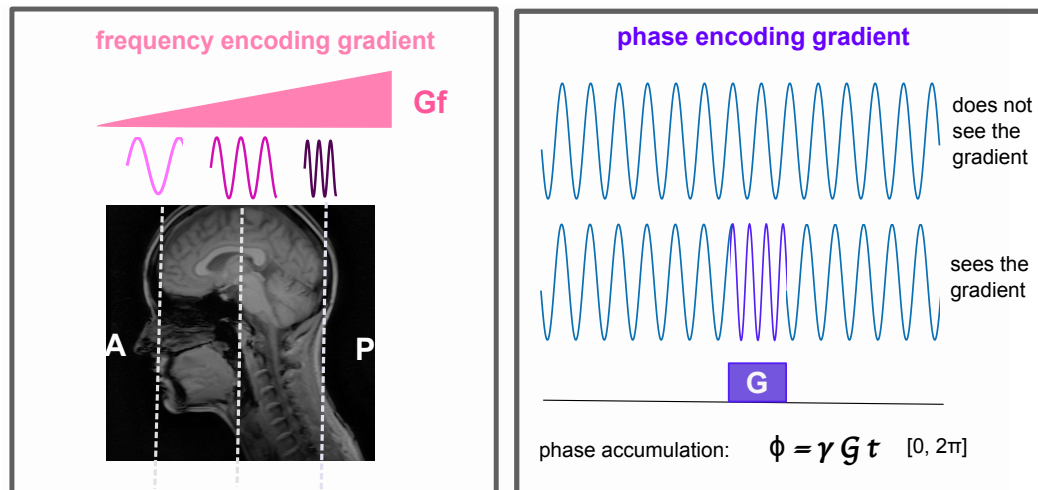 frequency encoding gradient
Gf
A
P
phase encoding gradient
does not
see the
gradient
sees the
gradient
G
phase accumulation: ϕ = γ G t [0, 2π]